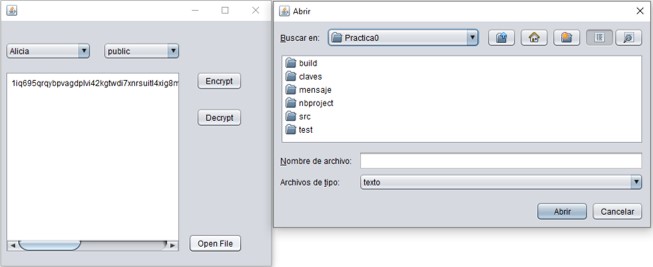 Alicia
public
1iq695qrqybpvagdplvi42kgtwdi7xnrsuitl4xig8m
Encrypt
Decrypt
Open File
Abrir
Buscar en:
Practica0
build
claves
mensaje
nbproject
src
test
Nombre de archivo:
Archivos de tipo:
texto
Abrir
Cancelar